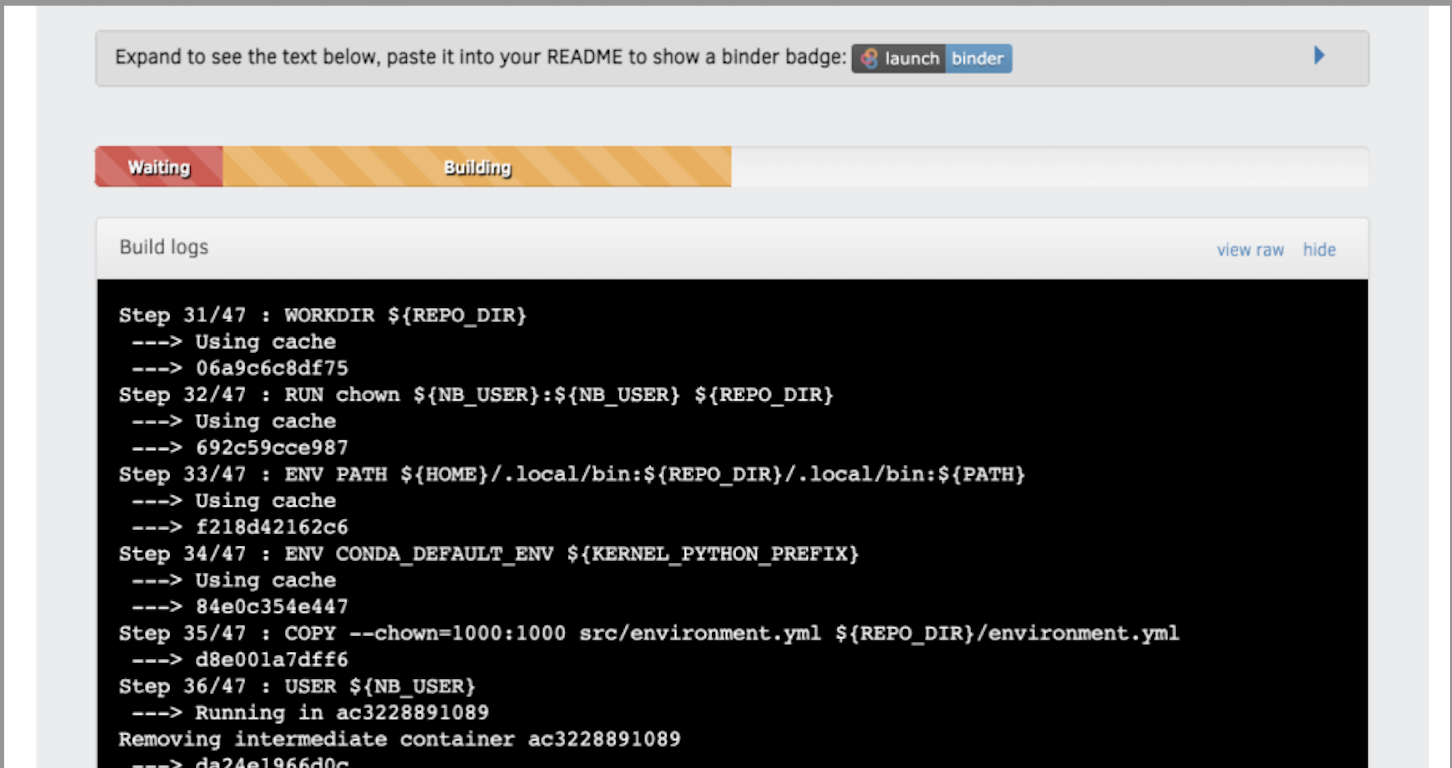 Expand to see the text below, paste it into your README to show a binder badge: launch binder
Waiting Building
Build logs view raw hide
Step 31/47 : WORKDIR ${REPO_DIR}
---> Using cache
---> 06a9c6c8df75
Step 32/47 : RUN chown ${NB_USER}:${NB_USER} ${REPO_DIR}
---> Using cache
---> 692c59cce987
Step 33/47 : ENV PATH ${HOME}/.local/bin:${REPO_DIR}/.local/bin:${PATH}
---> Using cache
---> f218d42162c6
Step 34/47 : ENV CONDA_DEFAULT_ENV ${KERNEL_PYTHON_PREFIX}
---> Using cache
---> 84e0c354e447
Step 35/47 : COPY --chown=1000:1000 src/environment.yml ${REPO_DIR}/environment.yml
---> d8e001a7dff6
Step 36/47 : USER ${NB_USER}
---> Running in ac3228891089
Removing intermediate container ac3228891089
---> da24e1966d0c